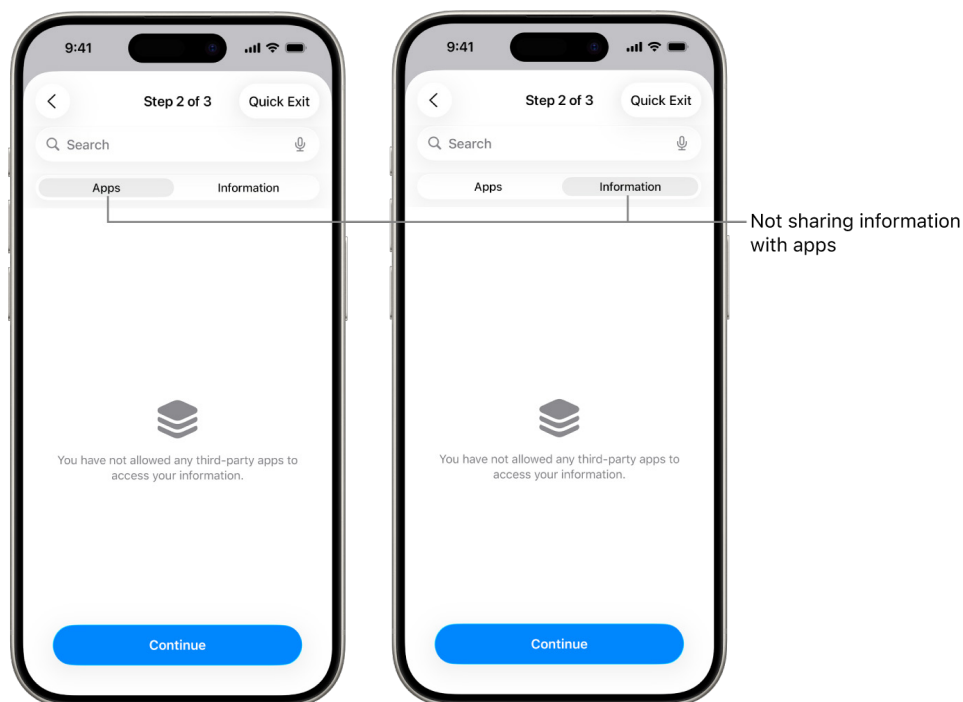 9:41
Step 2 of 3
Quick Exit
Search
Apps
Information
You have not allowed any third-party apps to
access your information.
Continue
9:41
Step 2 of 3
Quick Exit
Search
Apps
Information
You have not allowed any third-party apps to
access your information.
Continue
Not sharing information
with apps